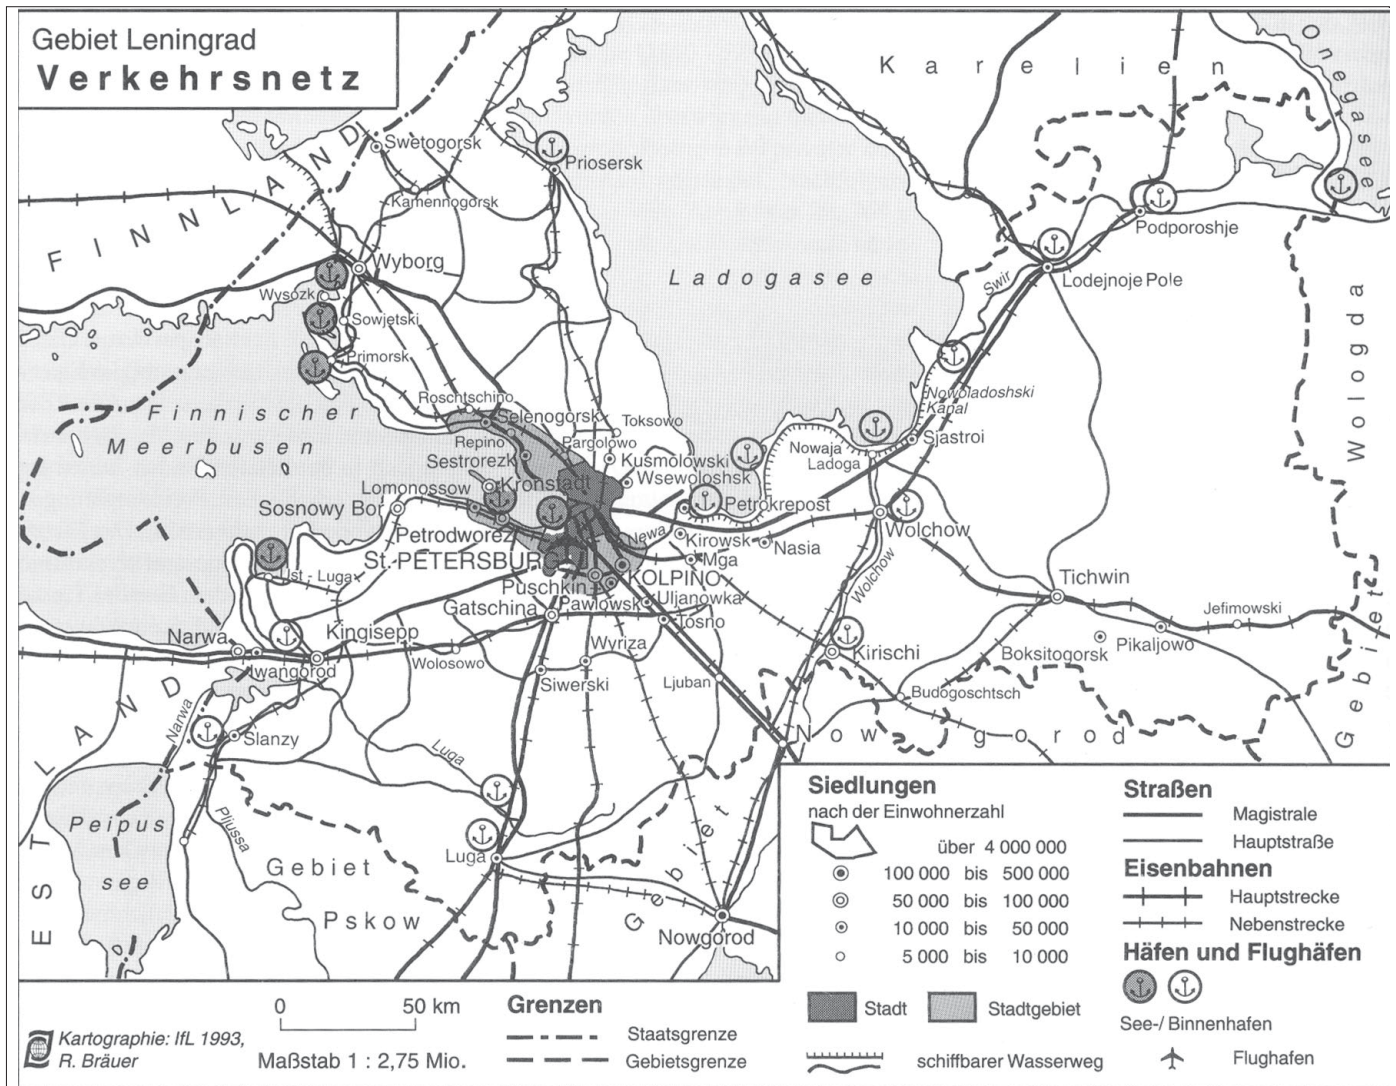 Gebiet Leningrad
Verkehrsnetz
Karelien
Onegasee
FINNLAND
Swetogorsk
Kamennogorsk
Priosersk
Podporoshje
Wyborg
Wysozk
Ladogasee
Swir
Lodejnoje Pole
Sowjetski
Primorsk
Wologda
Finnischer
Meerbusen
Roschtschino
Selenogorsk
Toksowo
Repino
Pargolowo
Sestrorezk
Kusmolowski
Wsewoloshsk
Nowoladoshski
Kanal
Sjastroi
Nowaja
Ladoga
Lomonossow
Kronstadt
Petrokrepost
Sosnowy Bor
Petrodworez
Newa
Kirowsk
Nasia
Wolchow
Mga
Wolchow
ST. PETERSBURG
Ust-Luga
KOLPINO
Puschkin
Pawlowsk
Uljanowka
Tichwin
Jefimowski
Gatschina
Tosno
Narwa
Kingisepp
Wyriza
Kirischi
Boksitogorsk
Pikaljowo
Iwangorod
Wolosowo
Siwerski
Ljuban
Budogoschtsch
Gebiet
ESTLAND
Narwa
Slanzy
Luga
Nowgorod
Peipus
see
Pljussa
Gebiet
Pskow
Luga
Gebiet
Nowgorod
Siedlungen
nach der Einwohnerzahl
über 4 000 000
100 000 bis 500 000
50 000 bis 100 000
10 000 bis 50 000
5 000 bis 10 000
Stadt
Stadtgebiet
schiffbarer Wasserweg
Straßen
Magistrale
Hauptstraße
Eisenbahnen
Hauptstrecke
Nebenstrecke
Häfen und Flughäfen
See-/ Binnenhafen
Flughafen
0 50 km
Maßstab 1 : 2,75 Mio.
Grenzen
Staatsgrenze
Gebietsgrenze
Kartographie: IfL 1993,
R. Bräuer